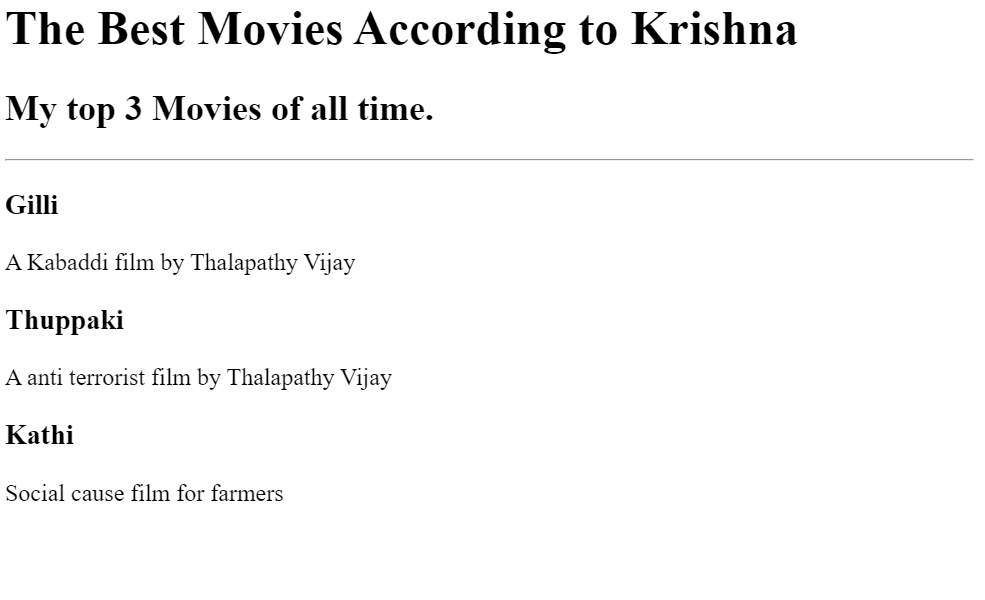 The Best Movies According to Krishna
My top 3 Movies of all time.
Gilli
A Kabaddi film by Thalapathy Vijay
Thuppaki
A anti terrorist film by Thalapathy Vijay
Kathi
Social cause film for farmers